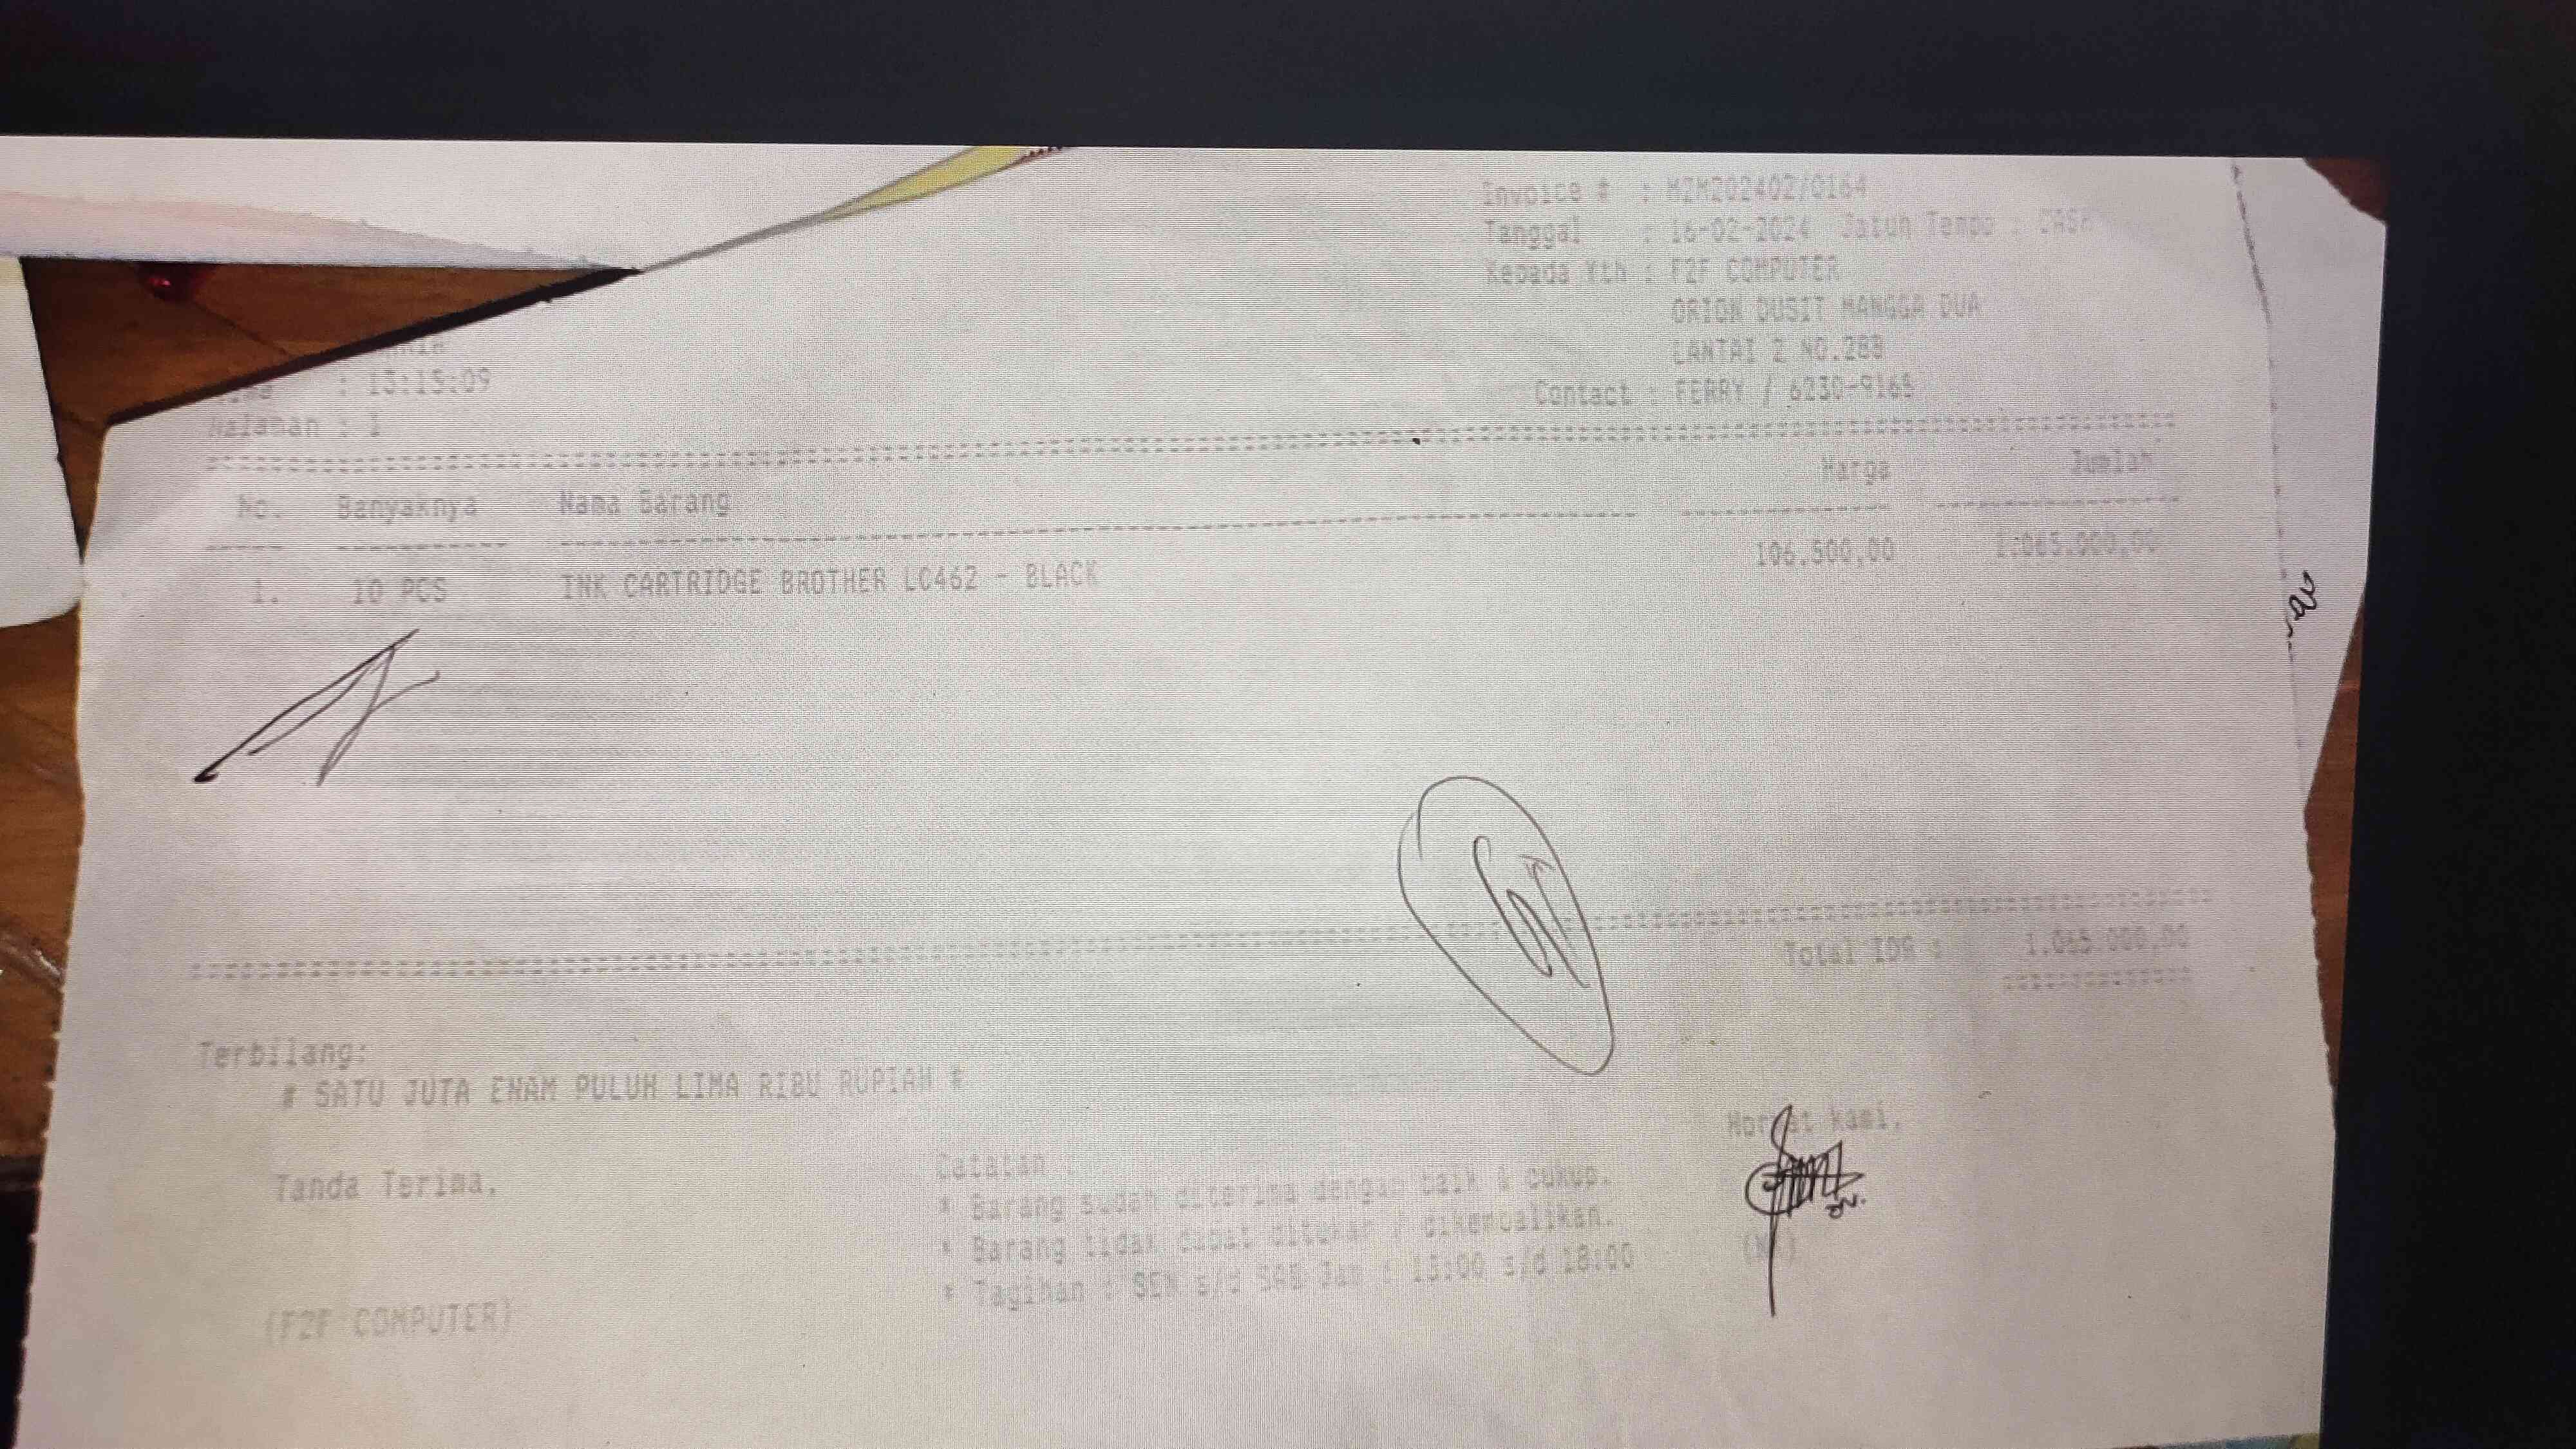 Invoice # : MZM202402/0164
Tanggal : 16-02-2024 Jatuh Tempo : CASH
Kepada Yth : F2F COMPUTER
ORION DUSIT MANGGA DUA
LANTAI 2 NO.288
: 13:15:09
Contact : FERRY / 6230-9165
Halaman : 1
No. Banyaknya Nama Barang Harga Jumlah
1. 10 PCS INK CARTRIDGE BROTHER LC462 - BLACK 106.500,00 1.065.000,00
Total IDR : 1.065.000,00
Terbilang:
# SATU JUTA ENAM PULUH LIMA RIBU RUPIAH #
Tanda Terima,
Catatan :
* Barang sudah diterima dengan baik & cukup.
* Barang tidak dapat ditukar / dikembalikan.
* Tagihan : SEN s/d SAB Jam : 13:00 s/d 18:00
Hormat kami,
(F2F COMPUTER)